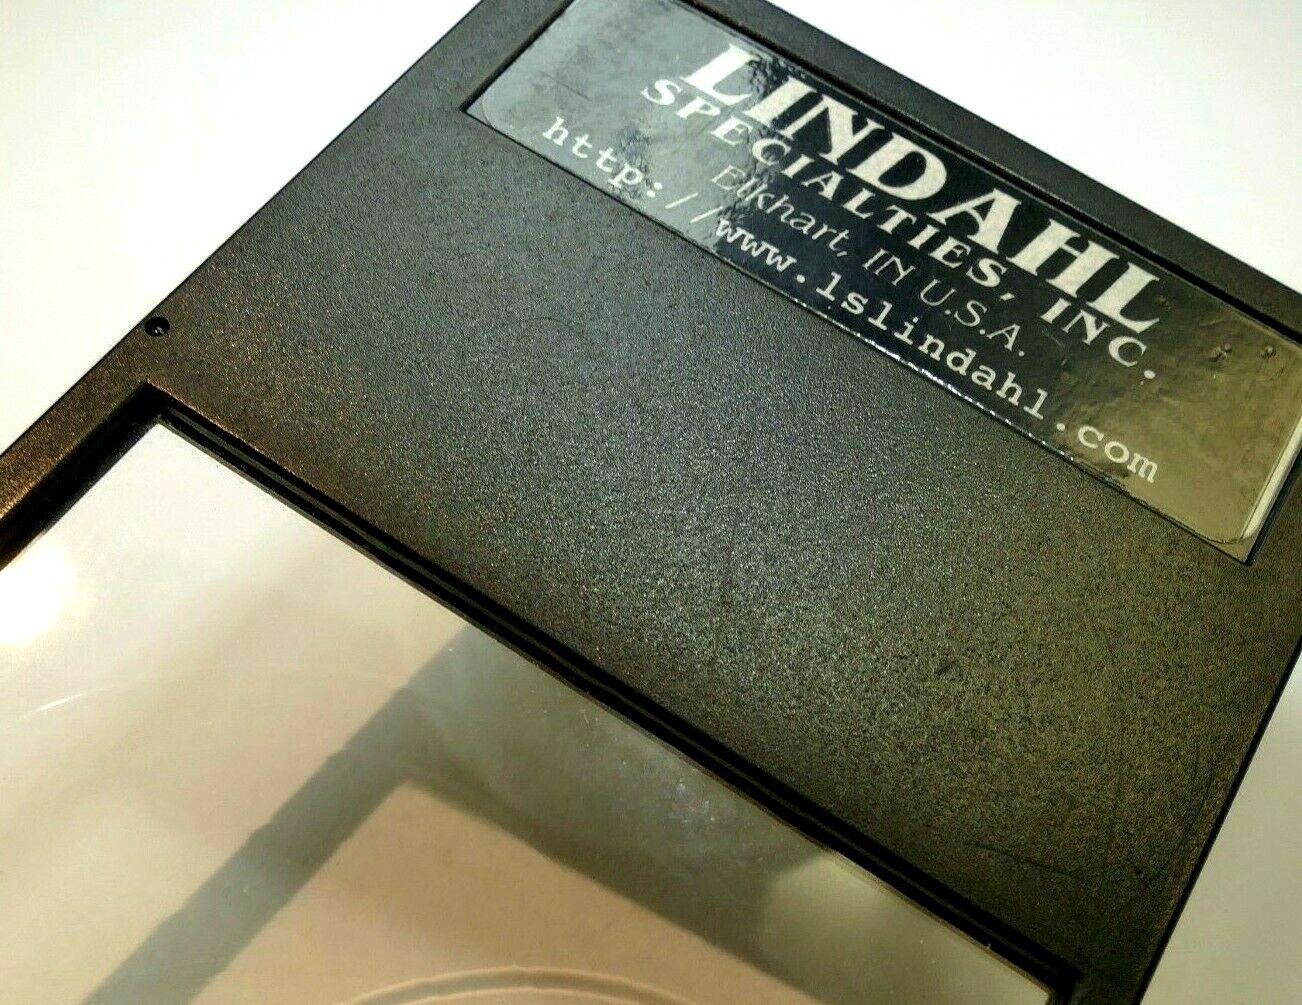 LINDAHL
SPECIALTIES, INC.
Elkhart, IN U.S.A.
http://www.lslindahl.com